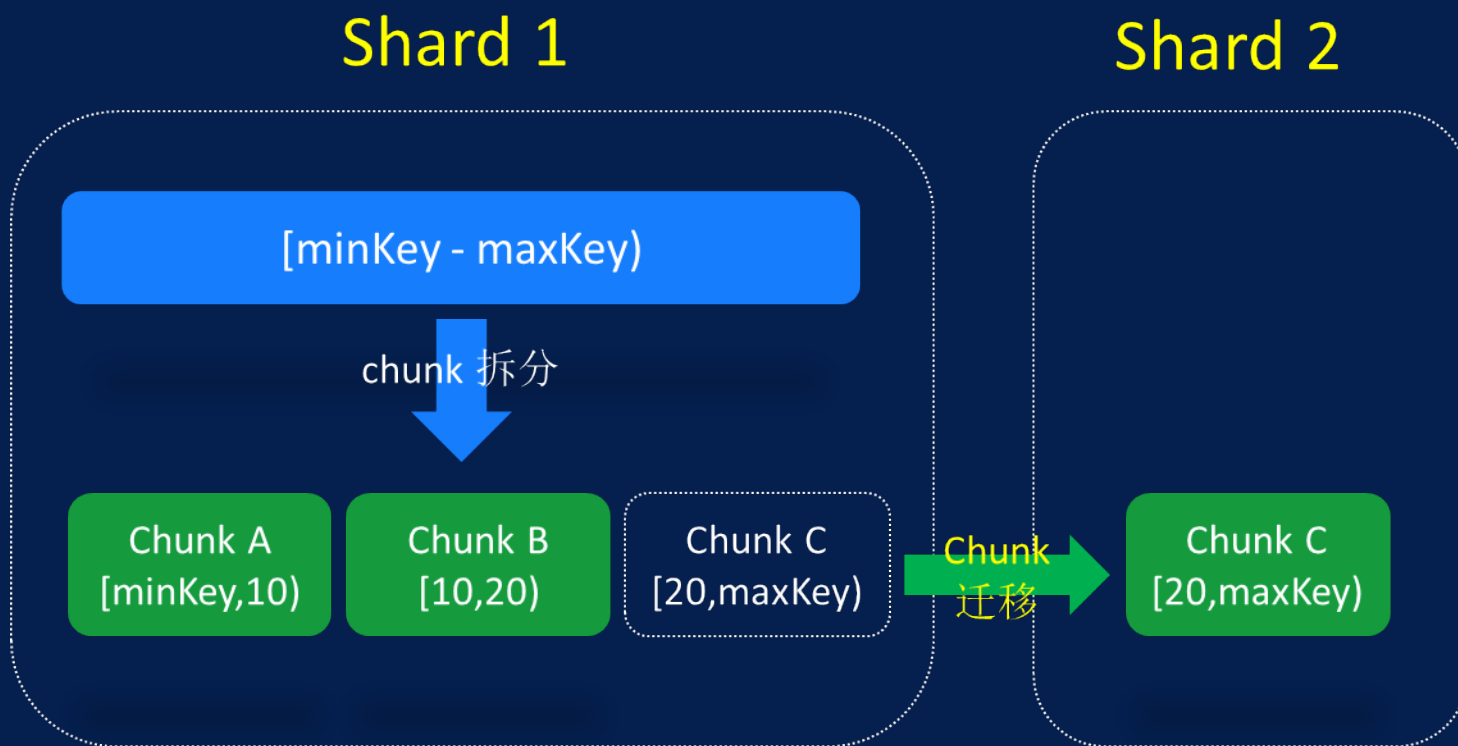 Shard 1
Shard 2
[minKey - maxKey)
chunk 拆分
Chunk A
[minKey,10)
Chunk B
[10,20)
Chunk C
[20,maxKey)
Chunk
迁移
Chunk C
[20,maxKey)